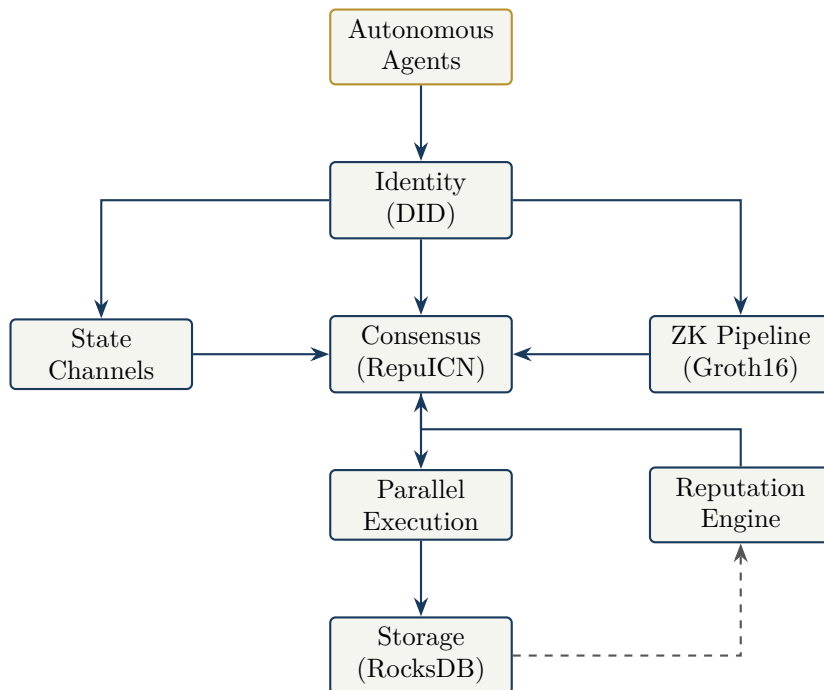 Autonomous
Agents
Identity
(DID)
State
Channels
Consensus
(RepuICN)
ZK Pipeline
(Groth16)
Parallel
Execution
Reputation
Engine
Storage
(RocksDB)